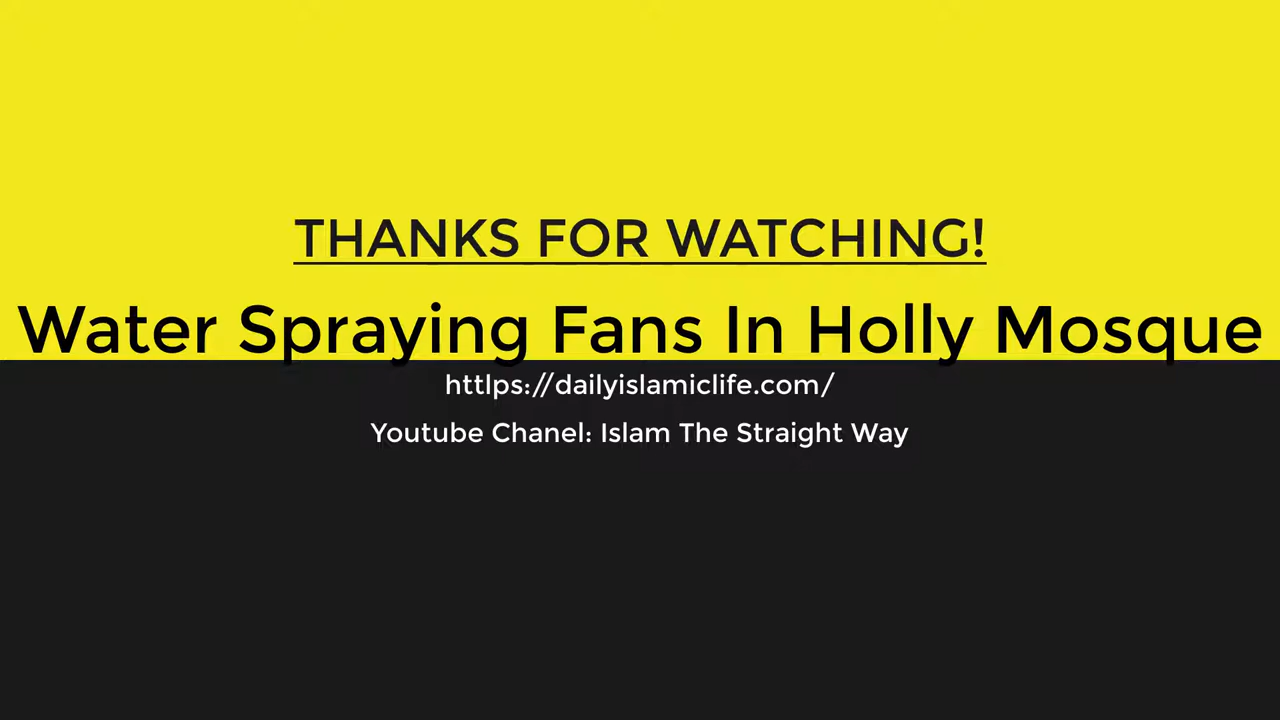 THANKS FOR WATCHING!
Water Spraying Fans In Holly Mosque
httlps://dailyislamiclife.com/
Youtube Chanel: Islam The Straight Way